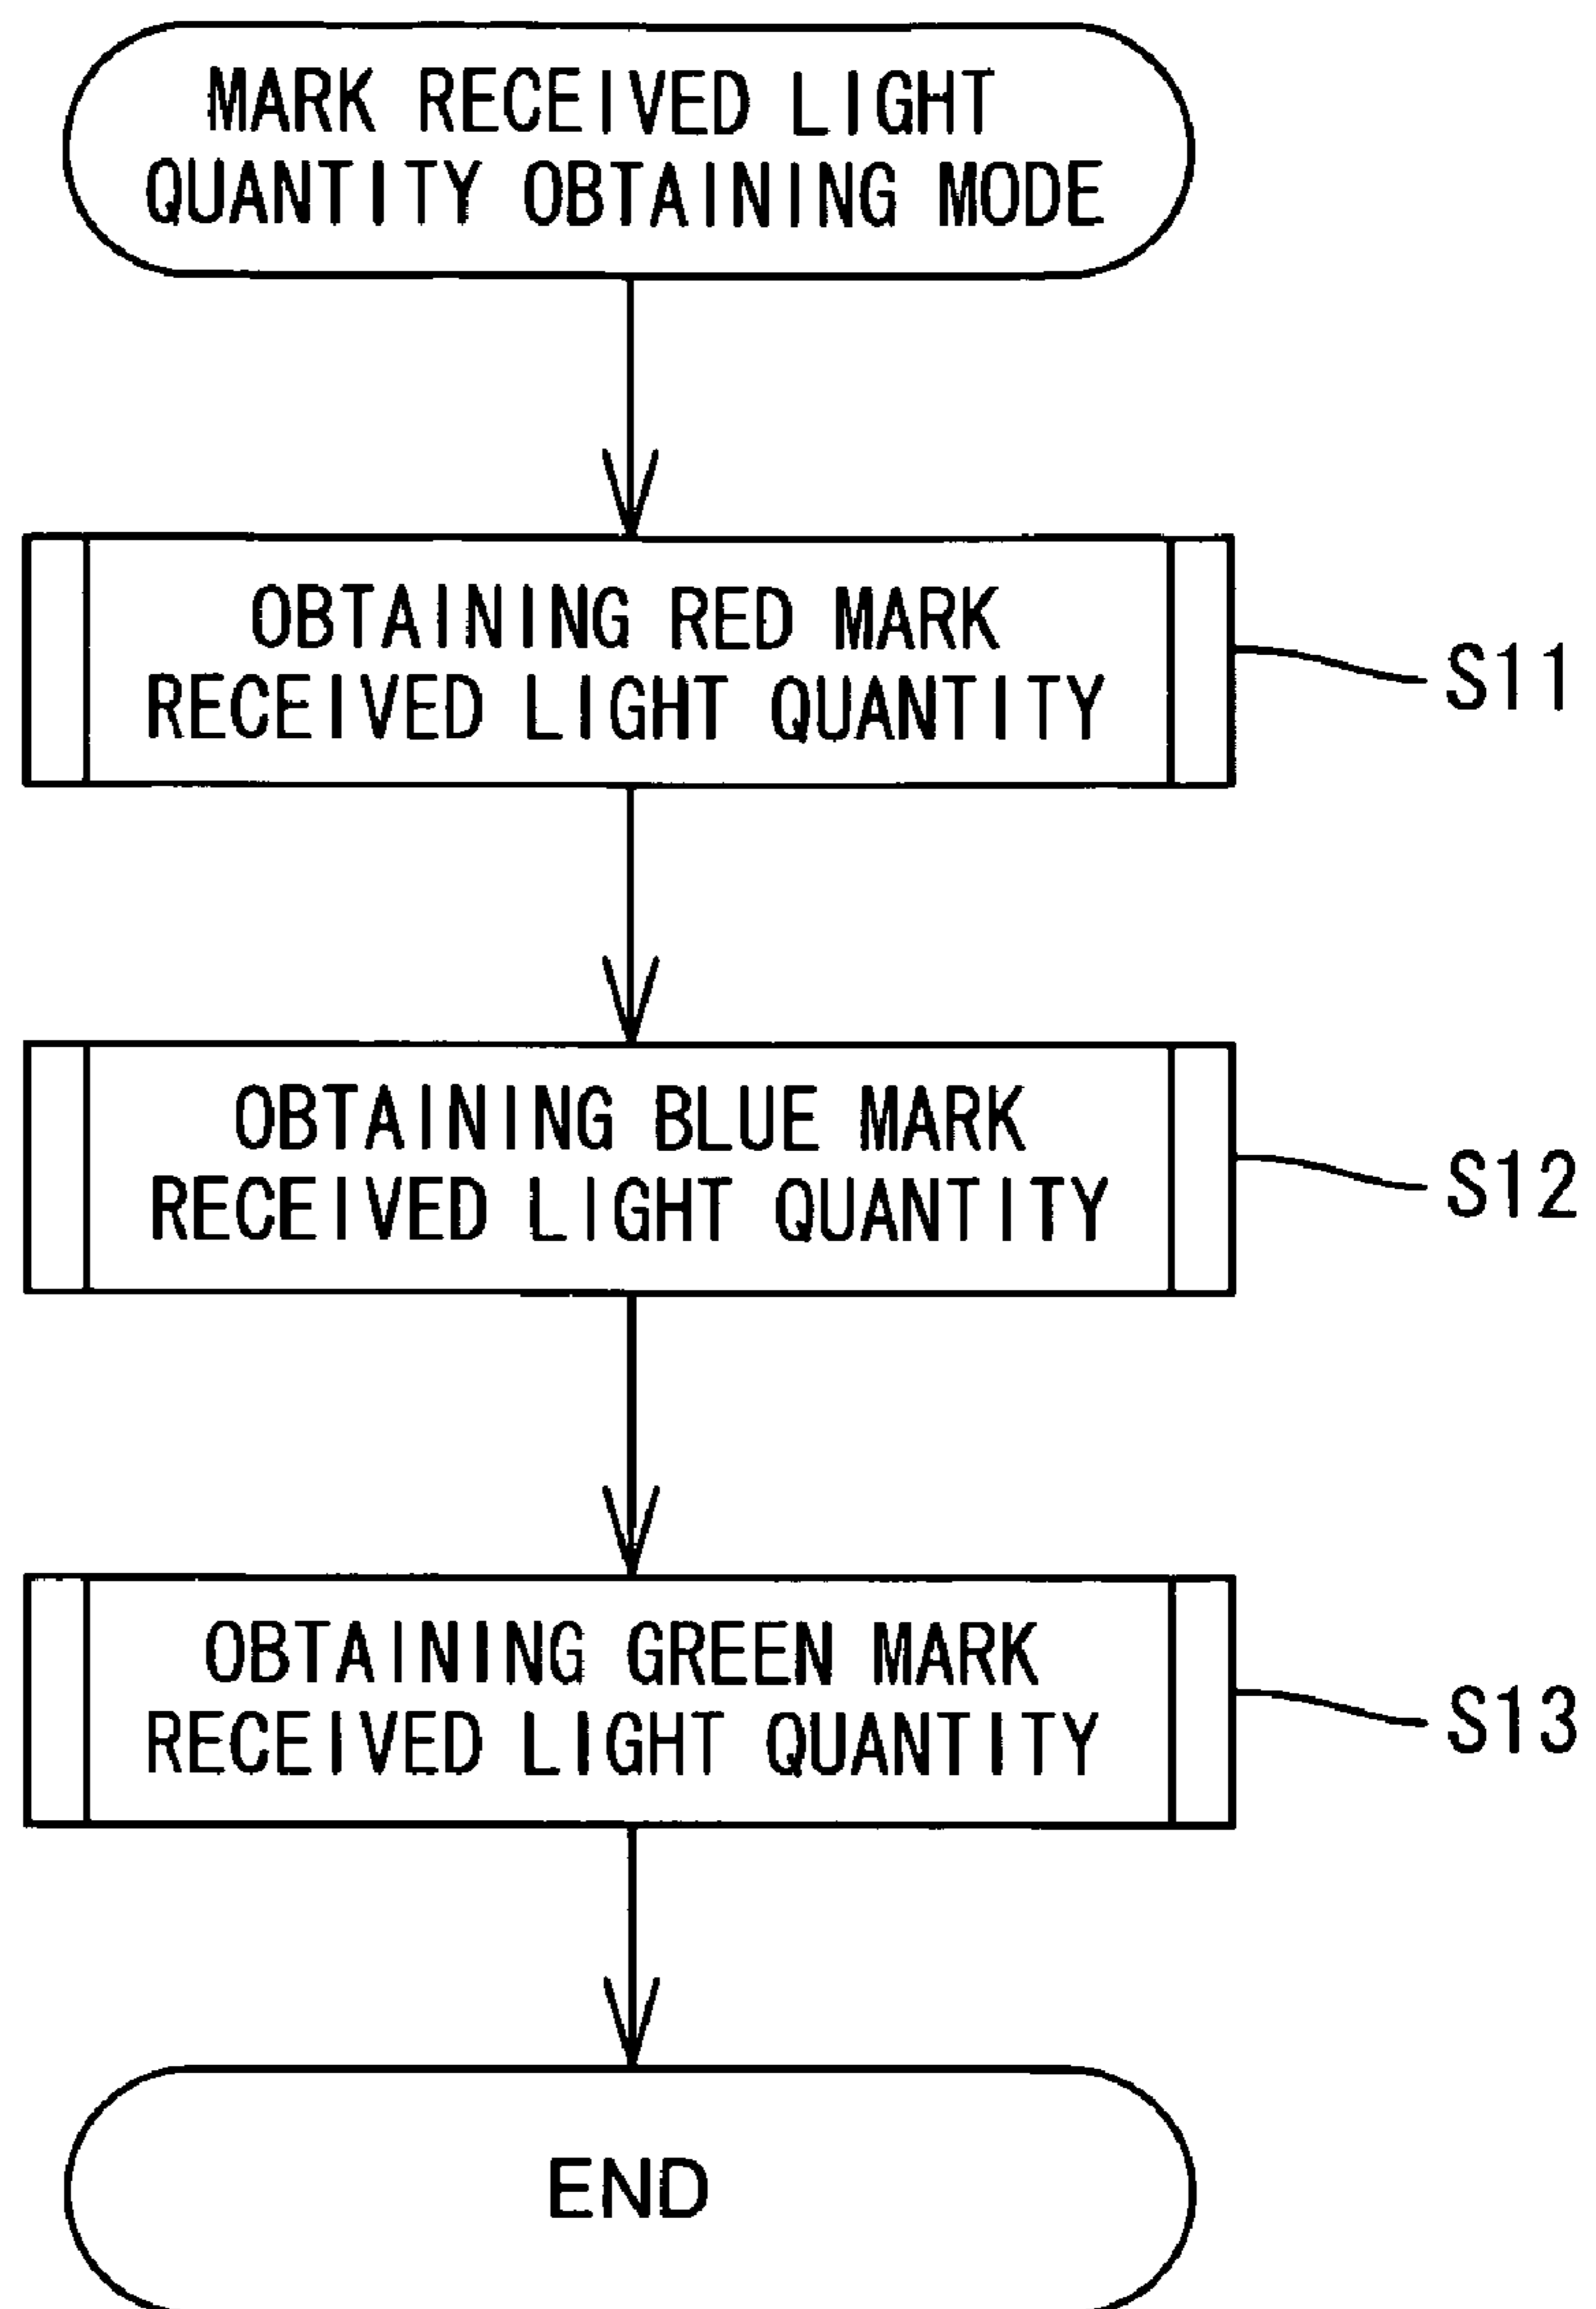 MARK RECEIVED LIGHT
QUANTITY OBTAINING MODE
OBTAINING RED MARK
RECEIVED LIGHT QUANTITY
S11
OBTAINING BLUE MARK
RECEIVED LIGHT QUANTITY
S12
OBTAINING GREEN MARK
RECEIVED LIGHT QUANTITY
S13
END